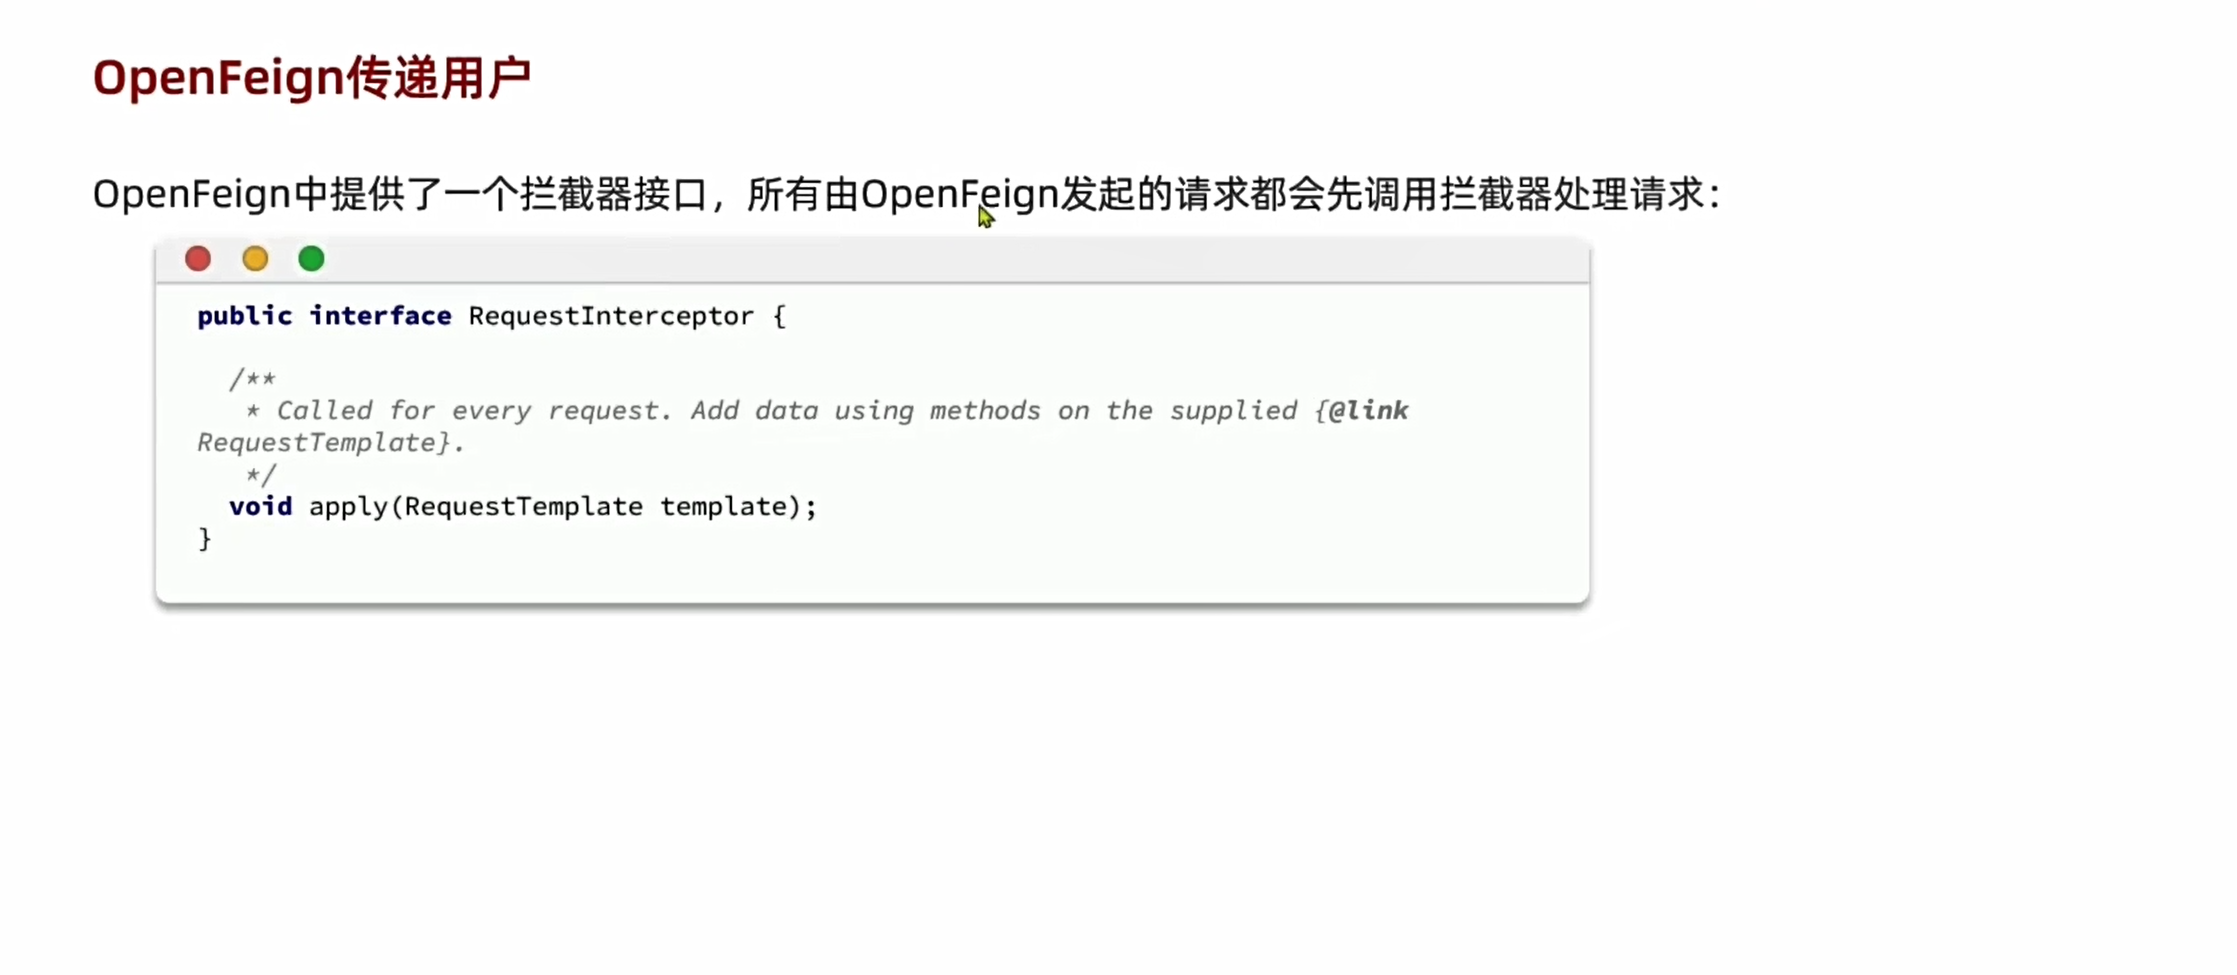 OpenFeign传递用户
OpenFeign中提供了一个拦截器接口，所有由OpenFeign发起的请求都会先调用拦截器处理请求：
public interface RequestInterceptor {
/**
* Called for every request. Add data using methods on the supplied {@link
RequestTemplate}.
*/
void apply(RequestTemplate template);
}